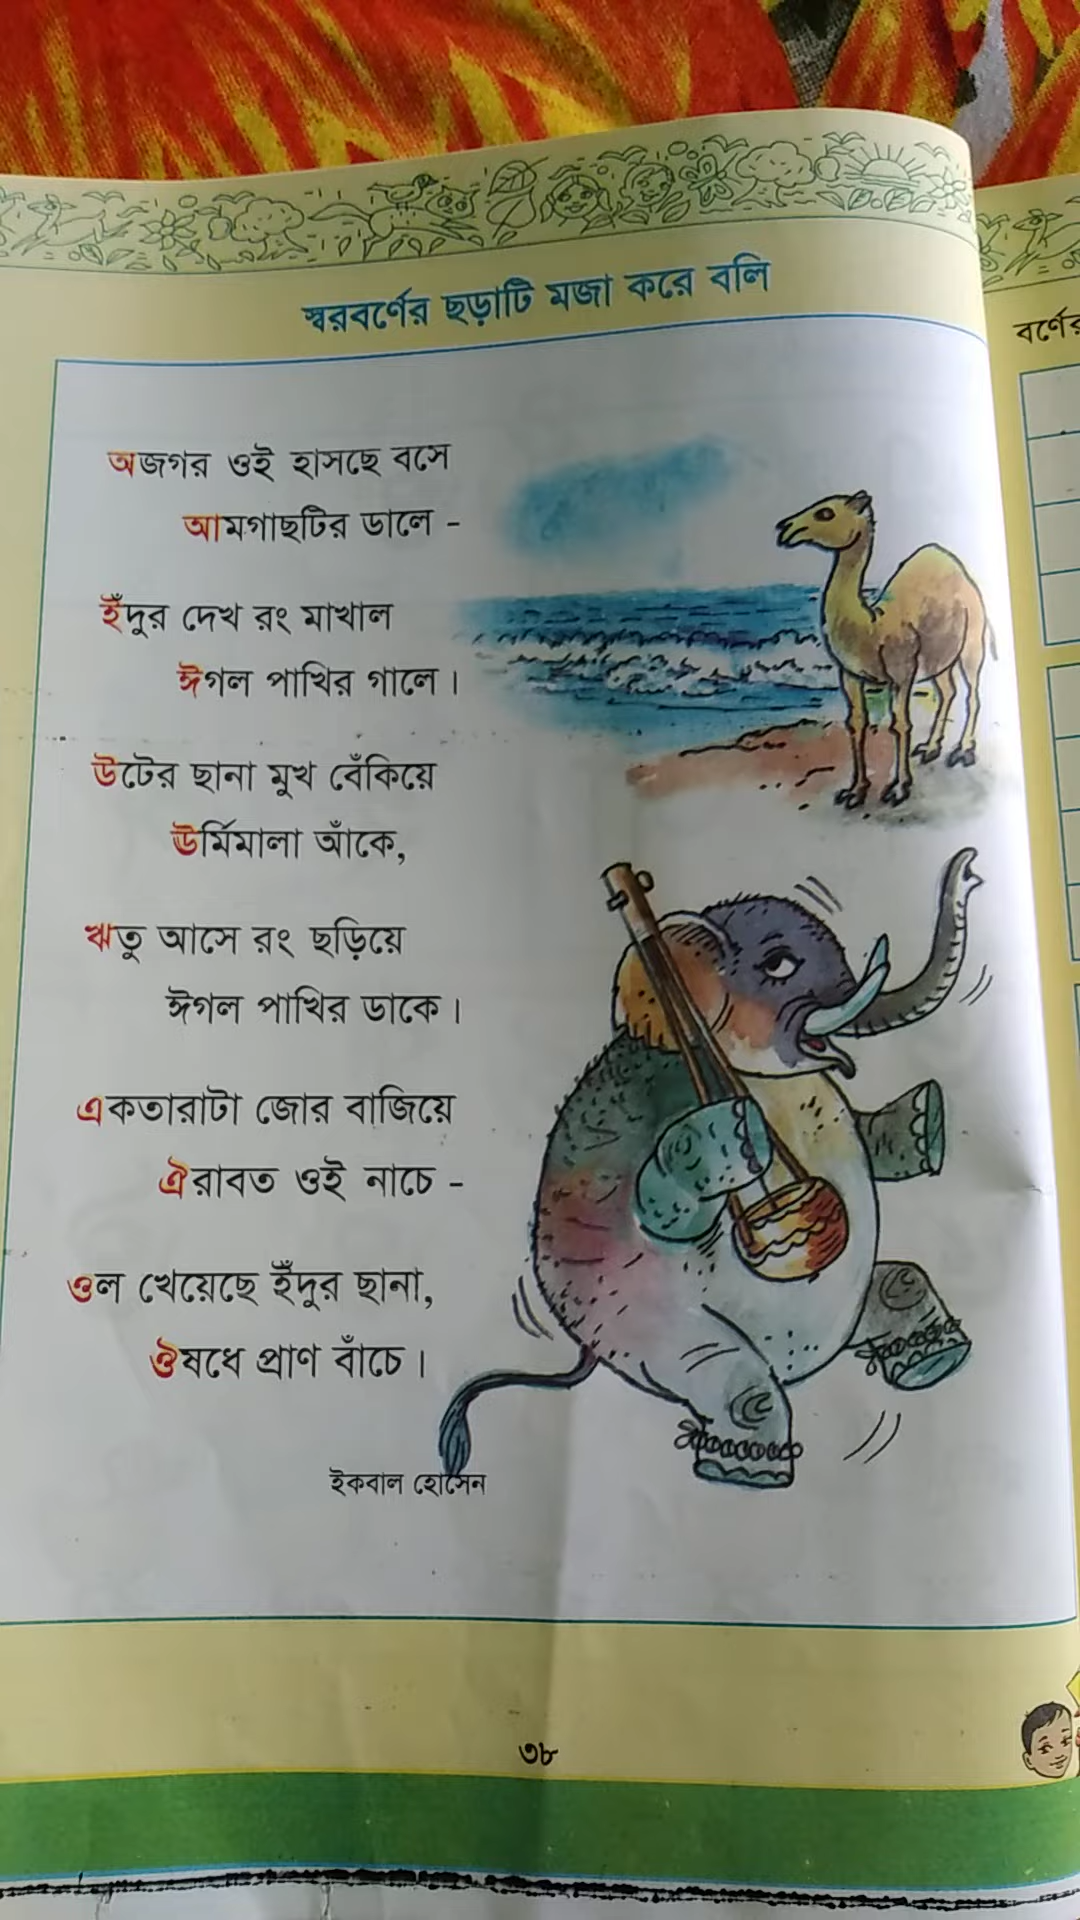 স্বরবর্ণের ছড়াটি মজা করে বলি
অজগর ওই হাসছে বসে
আমগাছটির ডালে -
ইঁদুর দেখ রং মাখাল
ঈগল পাখির গালে।
উটের ছানা মুখ বেঁকিয়ে
ঊর্মিমালা আঁকে,
ঋতু আসে রং ছড়িয়ে
ঈগল পাখির ডাকে।
একতারাটা জোর বাজিয়ে
ঐরাবত ওই নাচে -
ওল খেয়েছে ইঁদুর ছানা,
ঔষধে প্রাণ বাঁচে।
ইকবাল হোসেন
৩৮